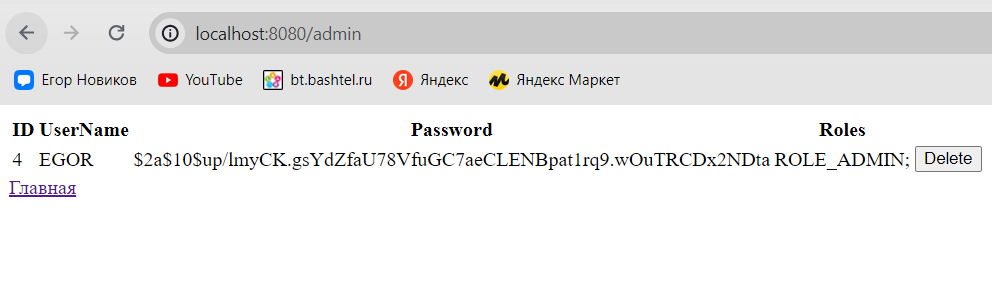 localhost:8080/admin
Егор Новиков YouTube bt.bashtel.ru Яндекс Яндекс Маркет
ID UserName Password Roles
4 EGOR $2a$10$up/lmyCK.gsYdZfaU78VfuGC7aeCLENBpat1rq9.wOuTRCDx2NDta ROLE_ADMIN; Delete
Главная